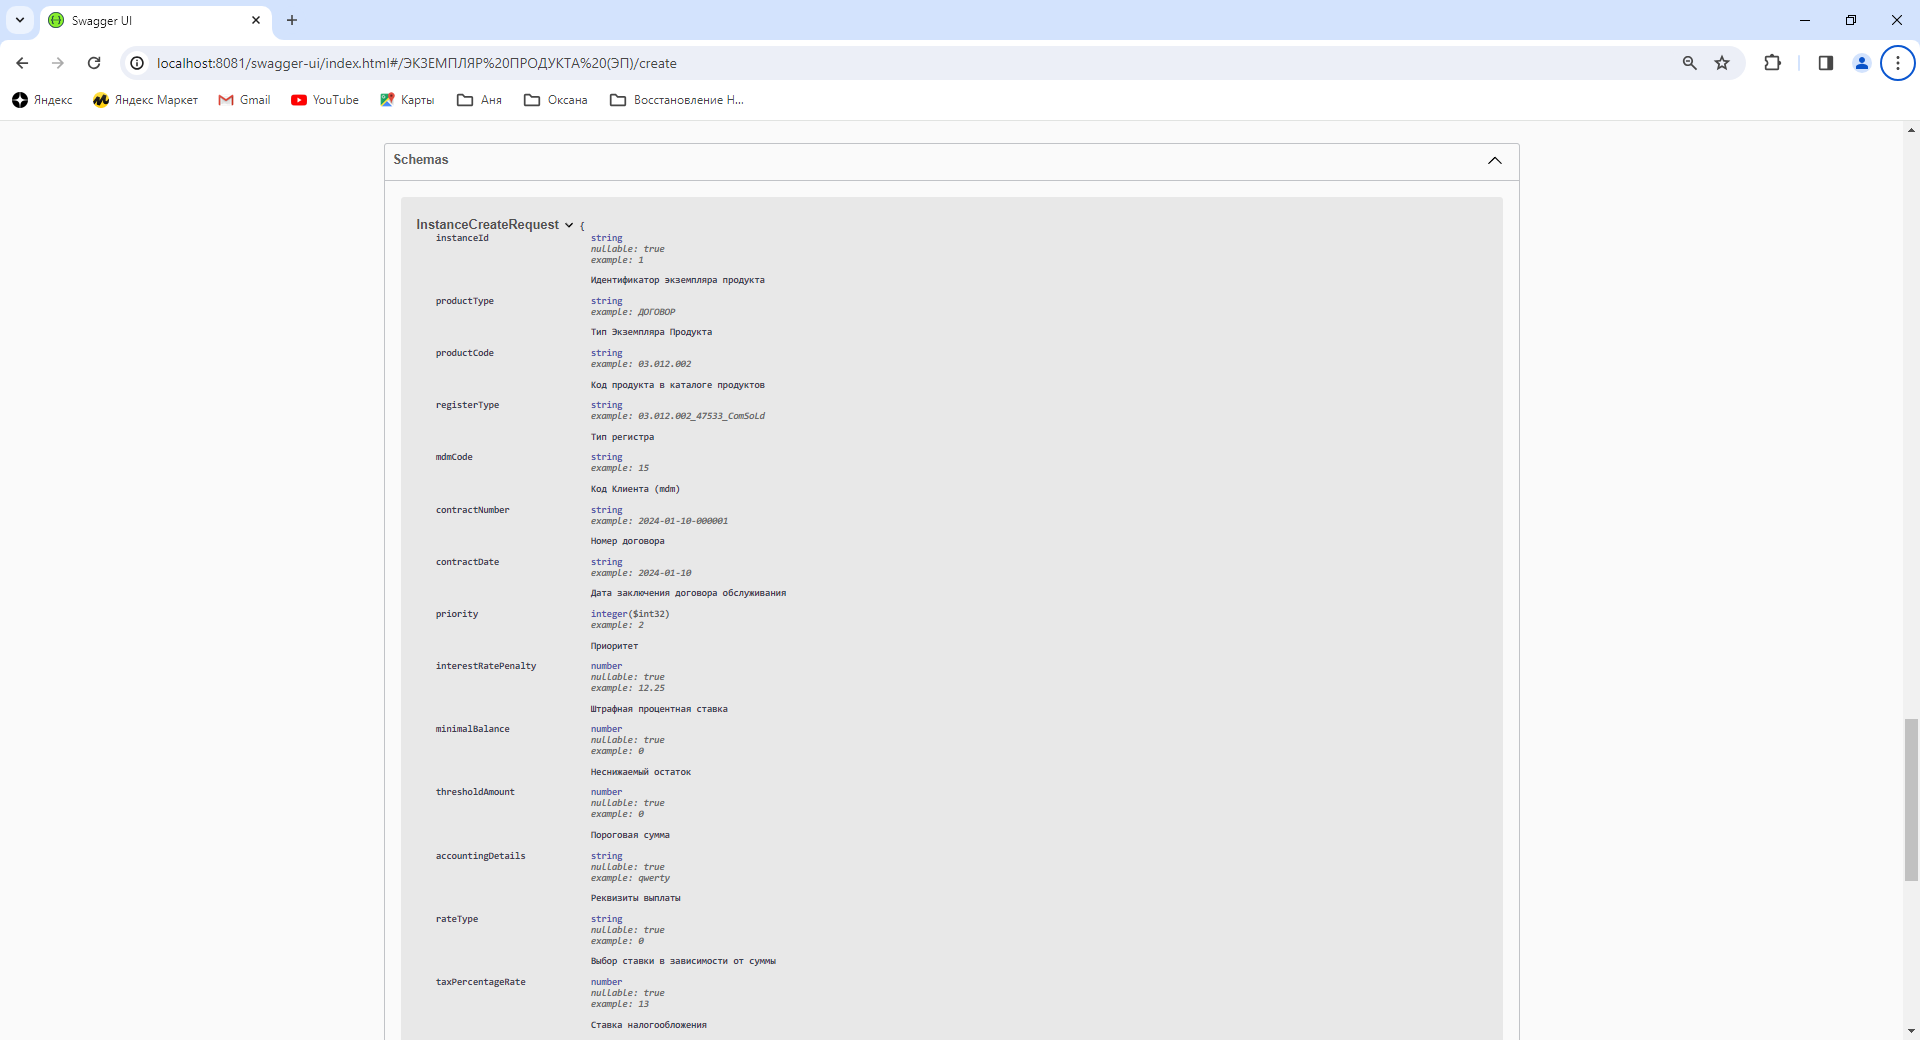 Swagger UI
localhost:8081/swagger-ui/index.html#/ЭКЗЕМПЛЯР%20ПРОДУКТА%20(ЭП)/create
Яндекс Яндекс Маркет Gmail YouTube Карты Аня Оксана Восстановление Н...
Schemas
InstanceCreateRequest {
instanceId string
nullable: true
example: 1
Идентификатор экземпляра продукта
productType string
example: ДОГОВОР
Тип Экземпляра Продукта
productCode string
example: 03.012.002
Код продукта в каталоге продуктов
registerType string
example: 03.012.002_47533_ComSoLd
Тип регистра
mdmCode string
example: 15
Код Клиента (mdm)
contractNumber string
example: 2024-01-10-000001
Номер договора
contractDate string
example: 2024-01-10
Дата заключения договора обслуживания
priority integer($int32)
example: 2
Приоритет
interestRatePenalty number
nullable: true
example: 12.25
Штрафная процентная ставка
minimalBalance number
nullable: true
example: 0
Неснижаемый остаток
thresholdAmount number
nullable: true
example: 0
Пороговая сумма
accountingDetails string
nullable: true
example: qwerty
Реквизиты выплаты
rateType string
nullable: true
example: 0
Выбор ставки в зависимости от суммы
taxPercentageRate number
nullable: true
example: 13
Ставка налогообложения